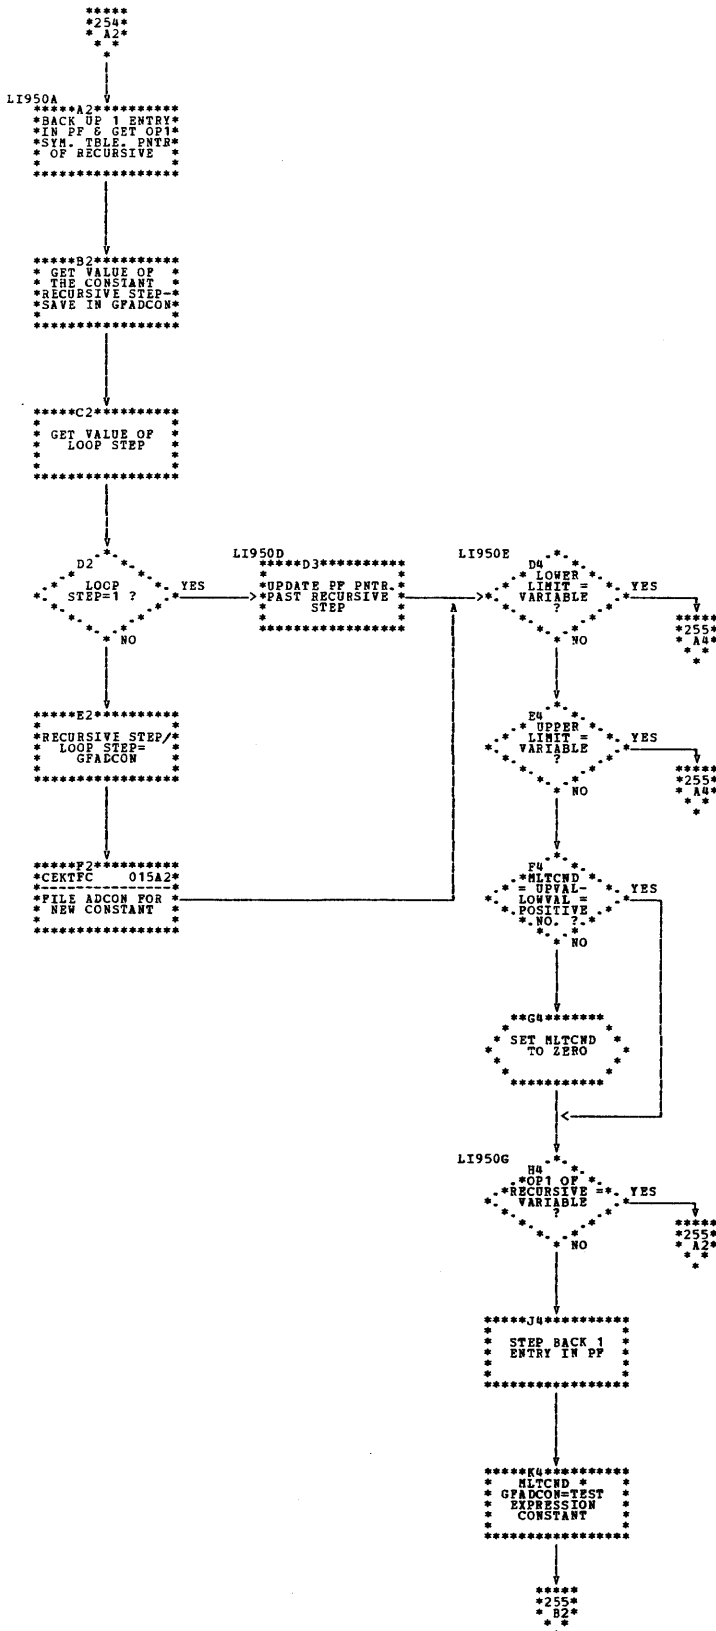 254
A2
LI950A
A2
BACK UP 1 ENTRY
IN PF & GET OP1
SYM. TBLE. PNTR
OF RECURSIVE
B2
GET VALUE OF
THE CONSTANT
RECURSIVE STEP-
SAVE IN GFADCON
C2
GET VALUE OF
LOOP STEP
D2
LOOP
STEP=1 ?
YES
NO
LI950D
D3
UPDATE PF PNTR.
PAST RECURSIVE
STEP
LI950E
D4
LOWER
LIMIT =
VARIABLE
?
YES
NO
255
A4
E2
RECURSIVE STEP/
LOOP STEP=
GFADCON
E4
UPPER
LIMIT =
VARIABLE
?
YES
NO
255
A4
F2
CEKTFC 015A2
FILE ADCON FOR
NEW CONSTANT
F4
MLTCND
= UPVAL-
LOWVAL =
POSITIVE
NO. ?
YES
NO
G4
SET MLTCND
TO ZERO
LI950G
H4
OP1 OF
RECURSIVE =
VARIABLE
?
YES
NO
255
A2
J4
STEP BACK 1
ENTRY IN PF
K4
MLTCND *
GFADCON=TEST
EXPRESSION
CONSTANT
255
B2